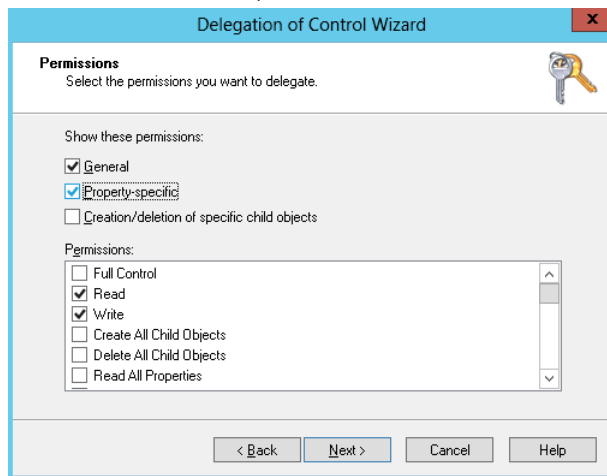 Delegation of Control Wizard
x
Permissions
Select the permissions you want to delegate.
Show these permissions:
General
Property-specific
Creation/deletion of specific child objects
Permissions:
Full Control
Read
Write
Create All Child Objects
Delete All Child Objects
Read All Properties
< Back Next > Cancel Help